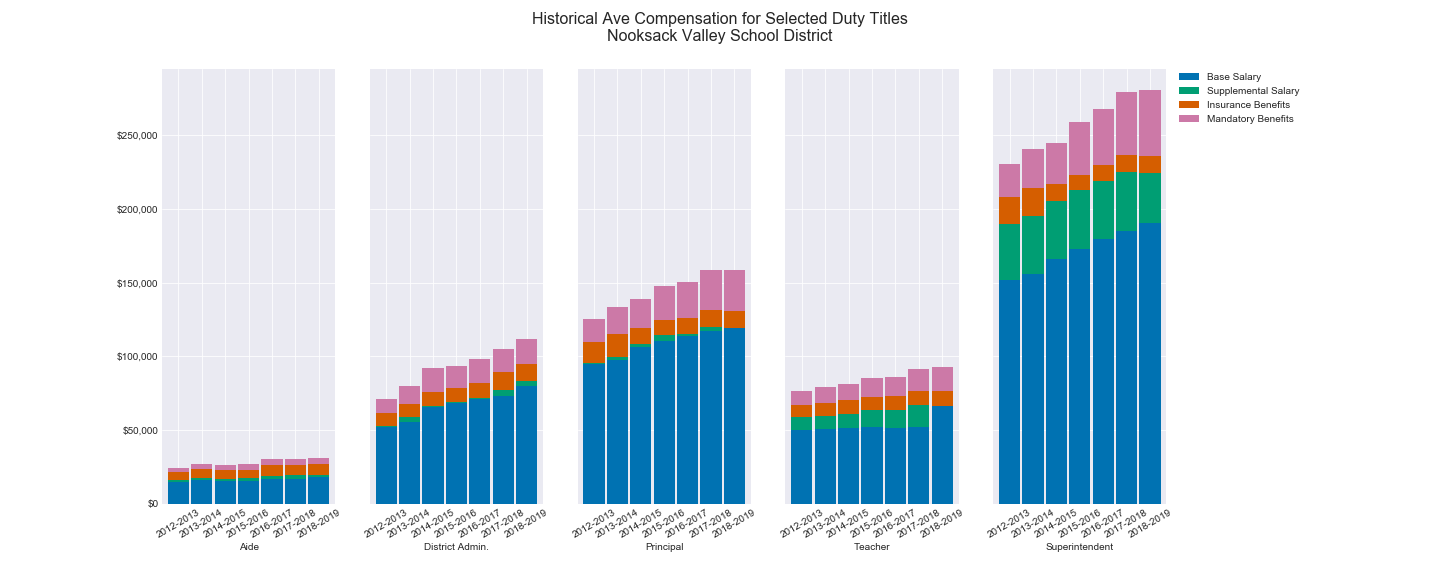 Historical Ave Compensation for Selected Duty Titles
Nooksack Valley School District
Base Salary
Supplemental Salary
Insurance Benefits
Mandatory Benefits
$250,000
$200,000
$150,000
$100,000
$50,000
$0
2012-2013 2013-2014 2014-2015 2015-2016 2016-2017 2017-2018 2018-2019
Aide
2012-2013 2013-2014 2014-2015 2015-2016 2016-2017 2017-2018 2018-2019
District Admin.
2012-2013 2013-2014 2014-2015 2015-2016 2016-2017 2017-2018 2018-2019
Principal
2012-2013 2013-2014 2014-2015 2015-2016 2016-2017 2017-2018 2018-2019
Teacher
2012-2013 2013-2014 2014-2015 2015-2016 2016-2017 2017-2018 2018-2019
Superintendent